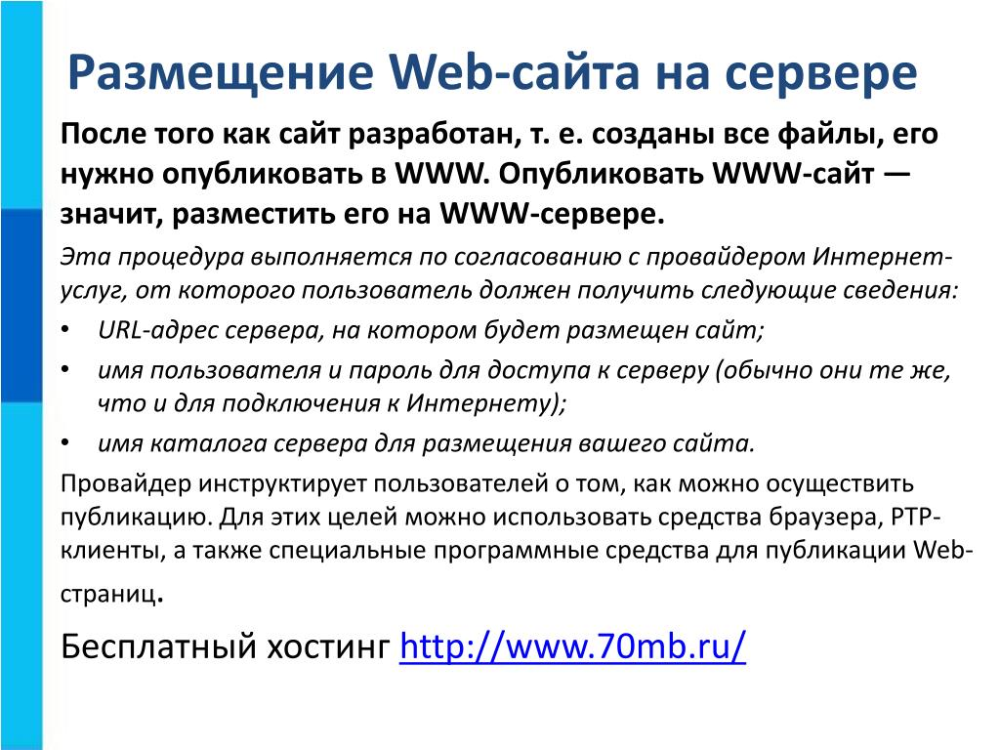 Размещение Web-сайта на сервере
После того как сайт разработан, т. е. созданы все файлы, его
нужно опубликовать в WWW. Опубликовать WWW-сайт —
значит, разместить его на WWW-сервере.
Эта процедура выполняется по согласованию с провайдером Интернет-
услуг, от которого пользователь должен получить следующие сведения:
• URL-адрес сервера, на котором будет размещен сайт;
• имя пользователя и пароль для доступа к серверу (обычно они те же,
что и для подключения к Интернету);
• имя каталога сервера для размещения вашего сайта.
Провайдер инструктирует пользователей о том, как можно осуществить
публикацию. Для этих целей можно использовать средства браузера, РТР-
клиенты, а также специальные программные средства для публикации Web-
страниц.
Бесплатный хостинг http://www.70mb.ru/